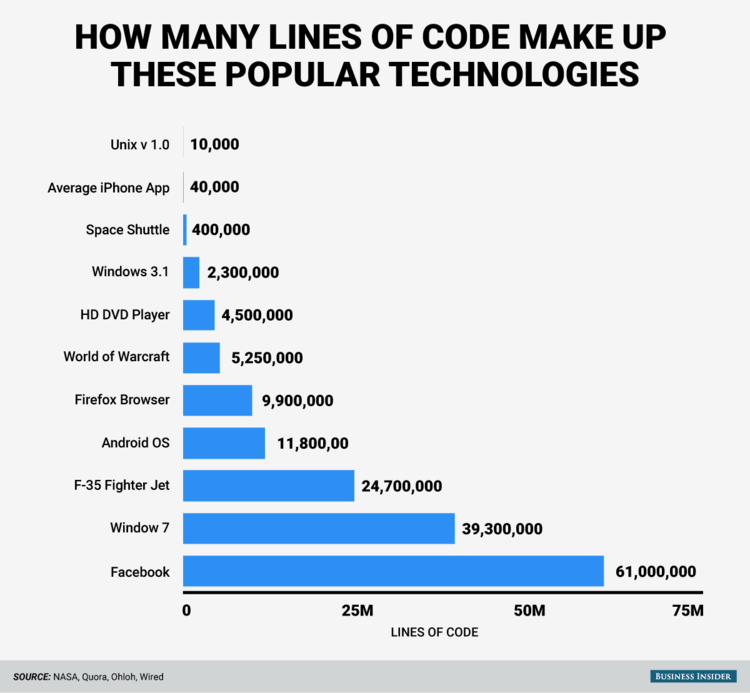 HOW MANY LINES OF CODE MAKE UP
THESE POPULAR TECHNOLOGIES
Unix v 1.0 10,000
Average iPhone App 40,000
Space Shuttle 400,000
Windows 3.1 2,300,000
HD DVD Player 4,500,000
World of Warcraft 5,250,000
Firefox Browser 9,900,000
Android OS 11,800,00
F-35 Fighter Jet 24,700,000
Window 7 39,300,000
Facebook 61,000,000
0 25M 50M 75M
LINES OF CODE
SOURCE: NASA, Quora, Ohloh, Wired
BUSINESS INSIDER